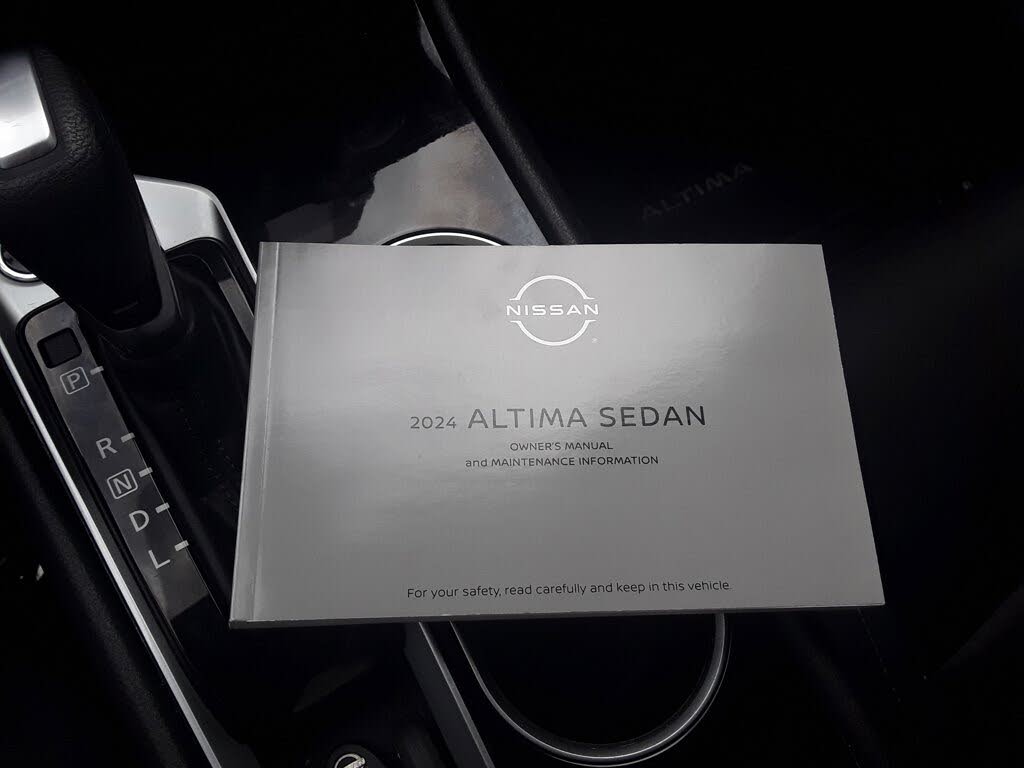 ALTIMA
NISSAN
2024 ALTIMA SEDAN
OWNER'S MANUAL
and MAINTENANCE INFORMATION
For your safety, read carefully and keep in this vehicle.
P
R
N
D
L